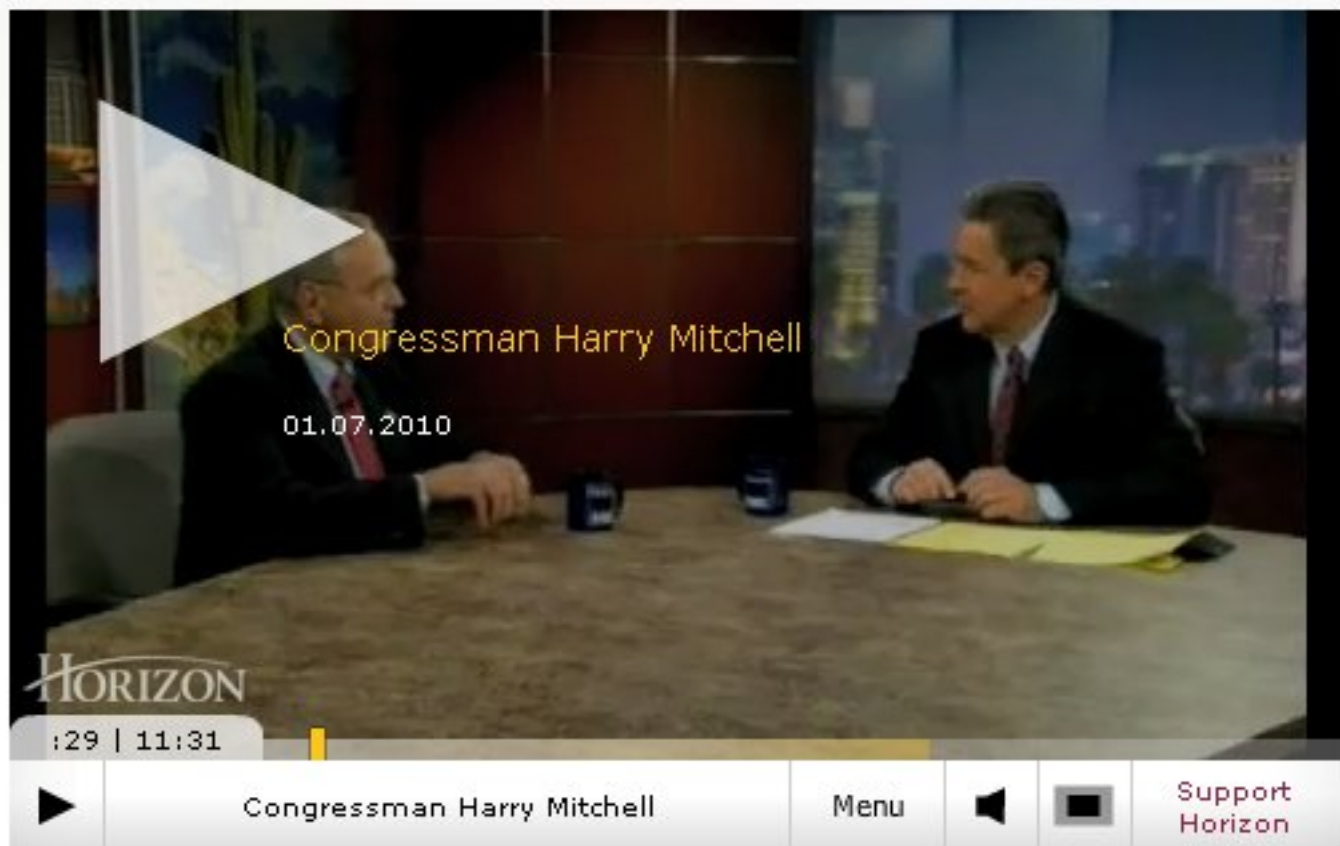 Congressman Harry Mitchell
01.07.2010
HORIZON
:29 | 11:31
Congressman Harry Mitchell
Menu
Support
Horizon